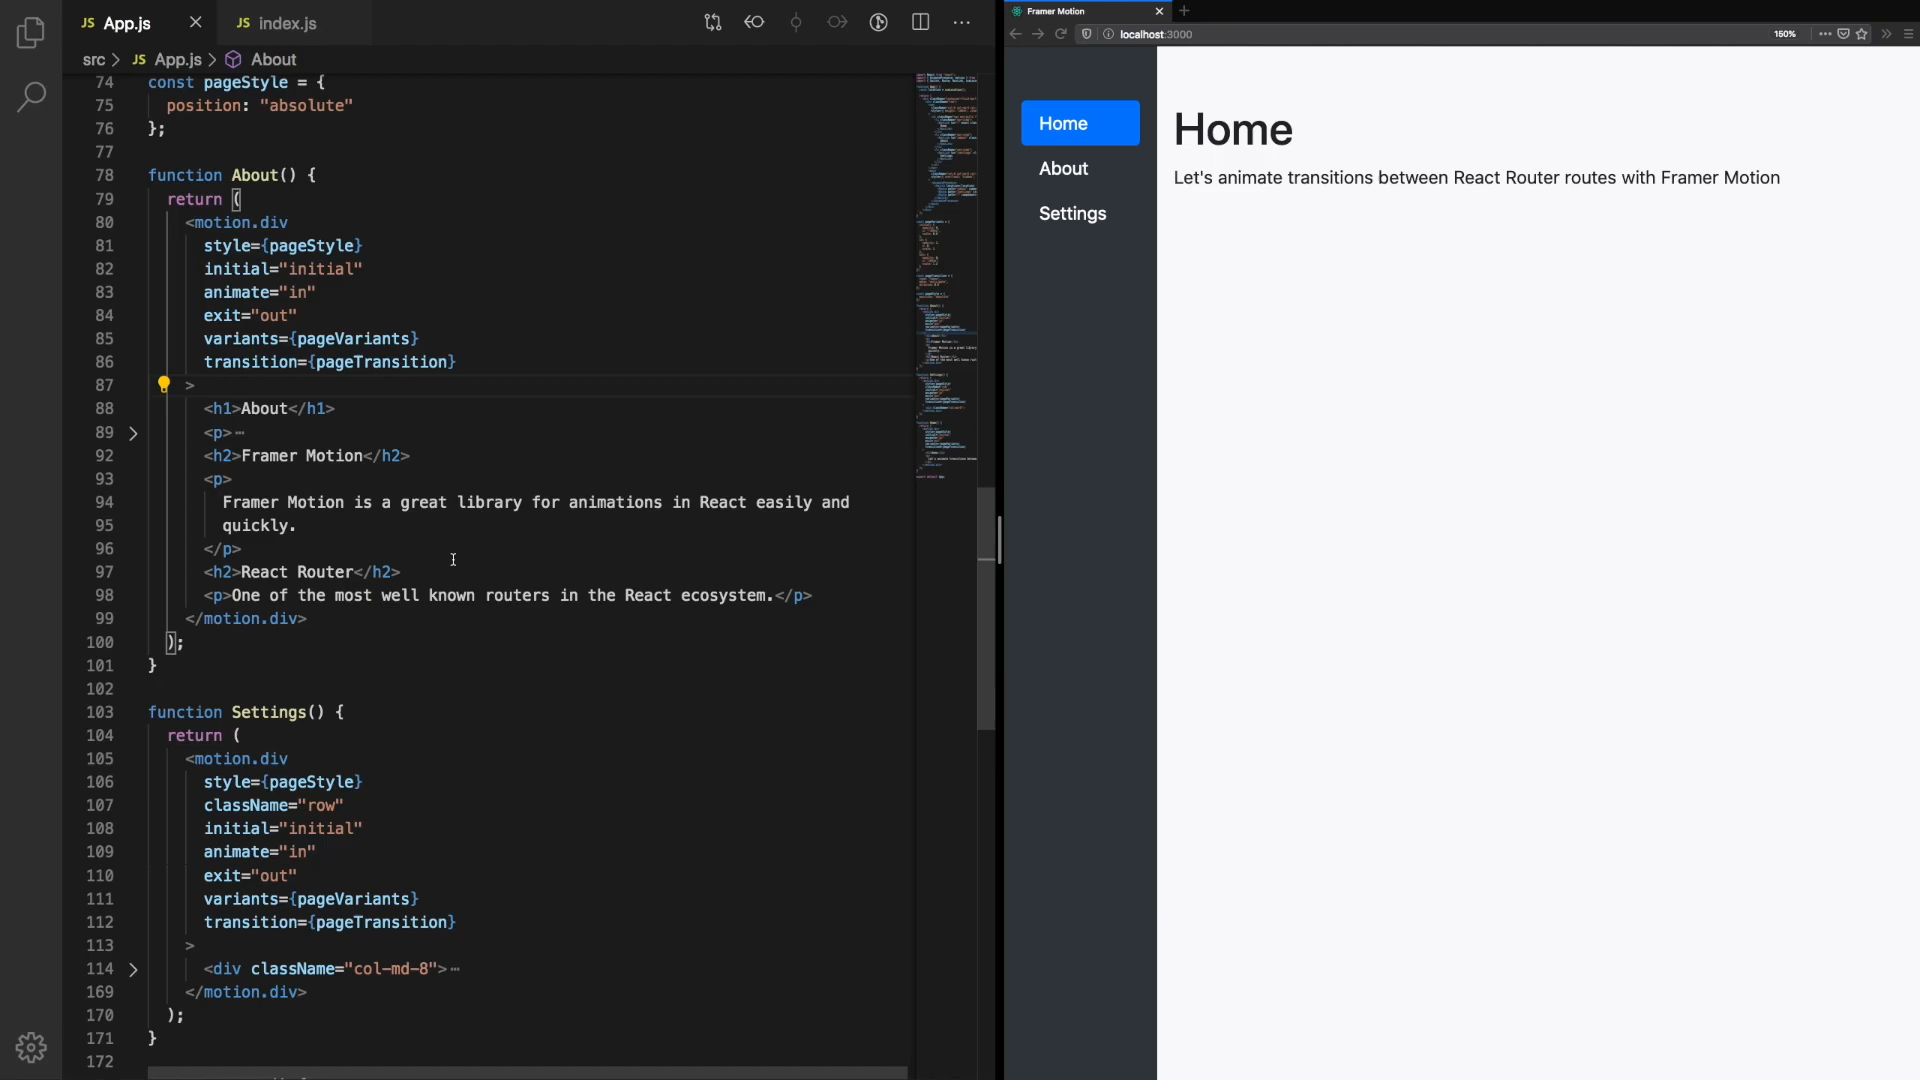 JS App.js
JS index.js
src > JS App.js > About
74 const pageStyle = {
75 position: "absolute"
76 };
77
78 function About() {
79 return (
80 <motion.div
81 style={pageStyle}
82 initial="initial"
83 animate="in"
84 exit="out"
85 variants={pageVariants}
86 transition={pageTransition}
87 >
88 <h1>About</h1>
89 <p>⋯
92 <h2>Framer Motion</h2>
93 <p>
94 Framer Motion is a great library for animations in React easily and
95 quickly.
96 </p>
97 <h2>React Router</h2>
98 <p>One of the most well known routers in the React ecosystem.</p>
99 </motion.div>
100 );
101 }
102
103 function Settings() {
104 return (
105 <motion.div
106 style={pageStyle}
107 className="row"
108 initial="initial"
109 animate="in"
110 exit="out"
111 variants={pageVariants}
112 transition={pageTransition}
113 >
114 <div className="col-md-8">⋯
169 </motion.div>
170 );
171 }
172
Framer Motion
localhost:3000
150%
Home
About
Settings
Home
Let's animate transitions between React Router routes with Framer Motion